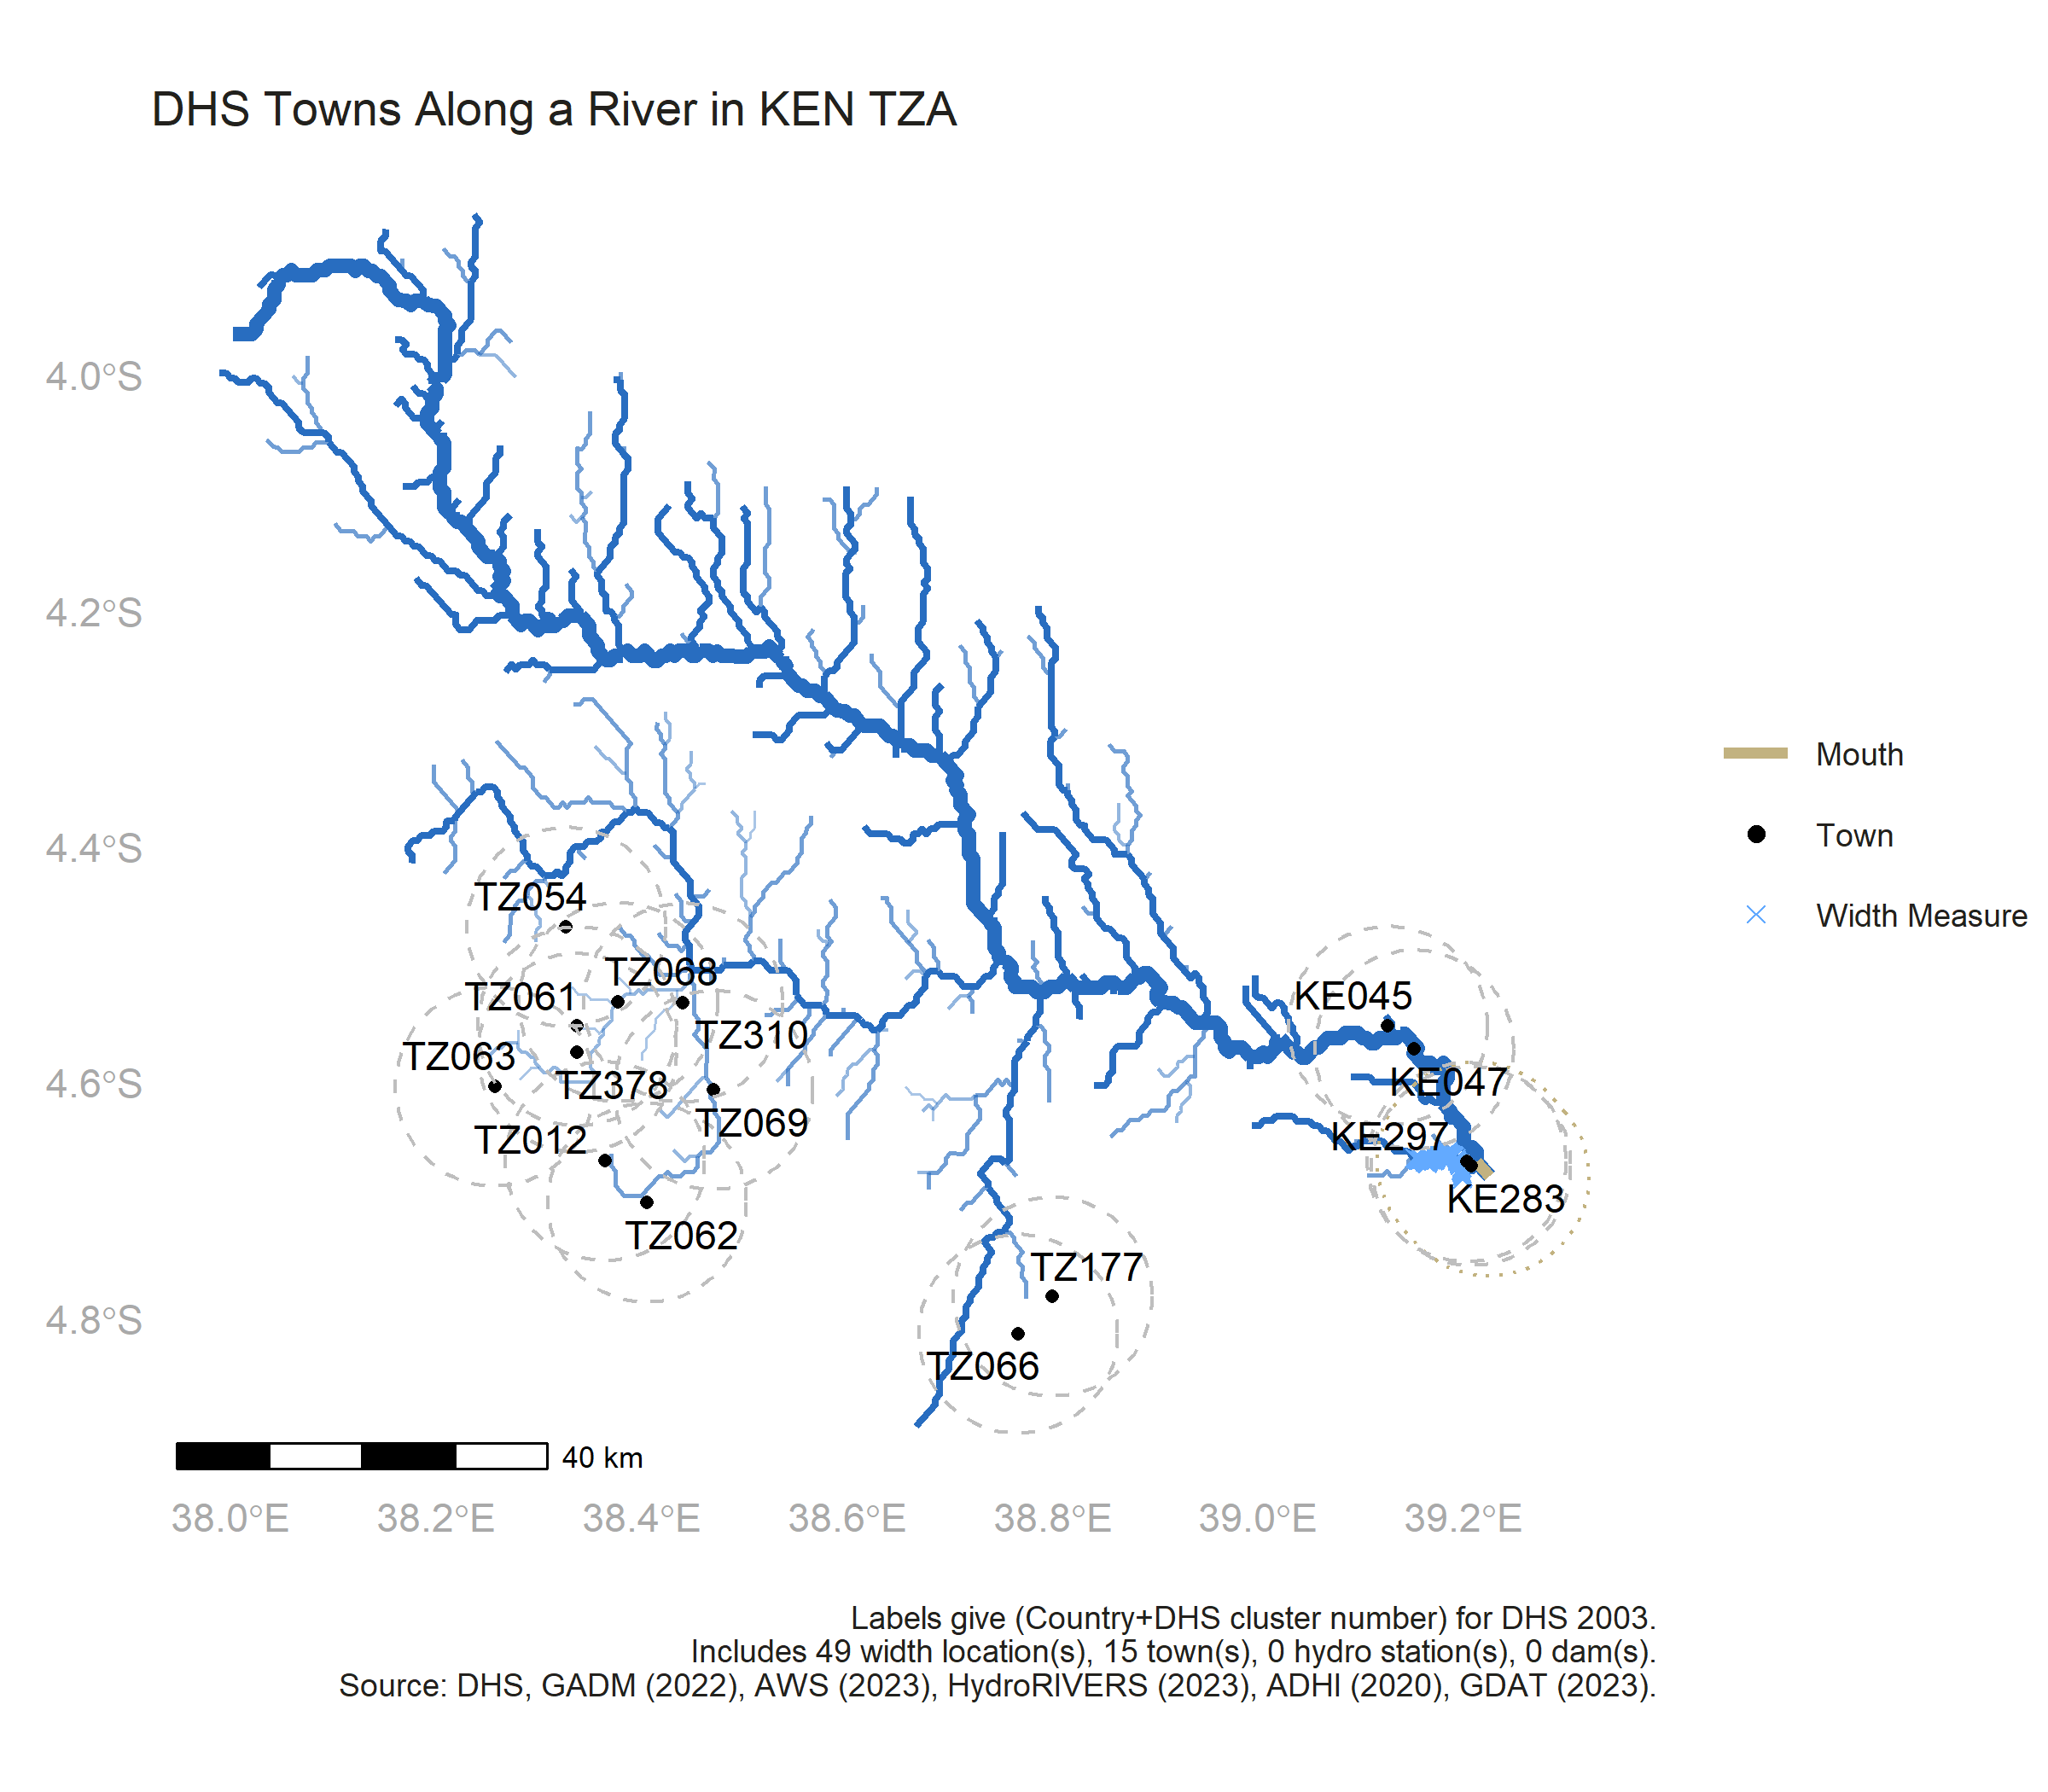 DHS Towns Along a River in KEN TZA
4.0°S
4.2°S
4.4°S
4.6°S
4.8°S
TZ054
TZ068
TZ061
TZ310
TZ063
TZ378
TZ069
TZ012
TZ062
TZ177
TZ066
KE045
KE047
KE297
KE283
Mouth
Town
Width Measure
40 km
38.0°E
38.2°E
38.4°E
38.6°E
38.8°E
39.0°E
39.2°E
Labels give (Country+DHS cluster number) for DHS 2003.
Includes 49 width location(s), 15 town(s), 0 hydro station(s), 0 dam(s).
Source: DHS, GADM (2022), AWS (2023), HydroRIVERS (2023), ADHI (2020), GDAT (2023).